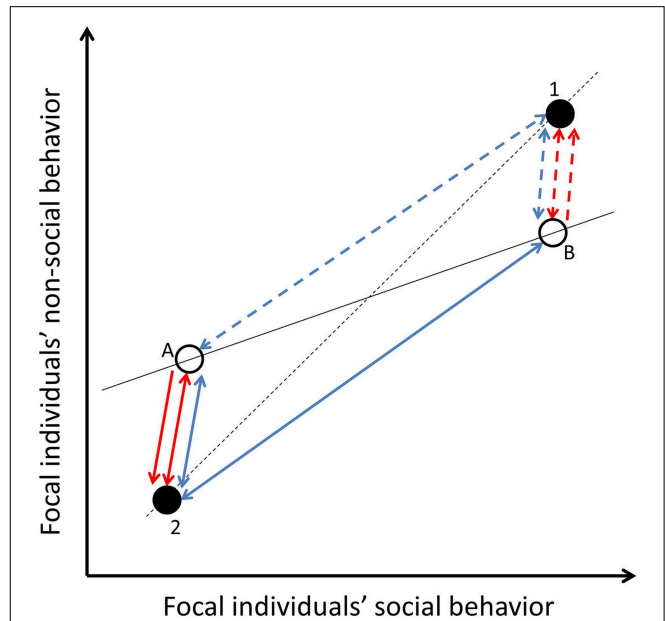 1
B
A
2
Focal individuals' non-social behavior
Focal individuals' social behavior